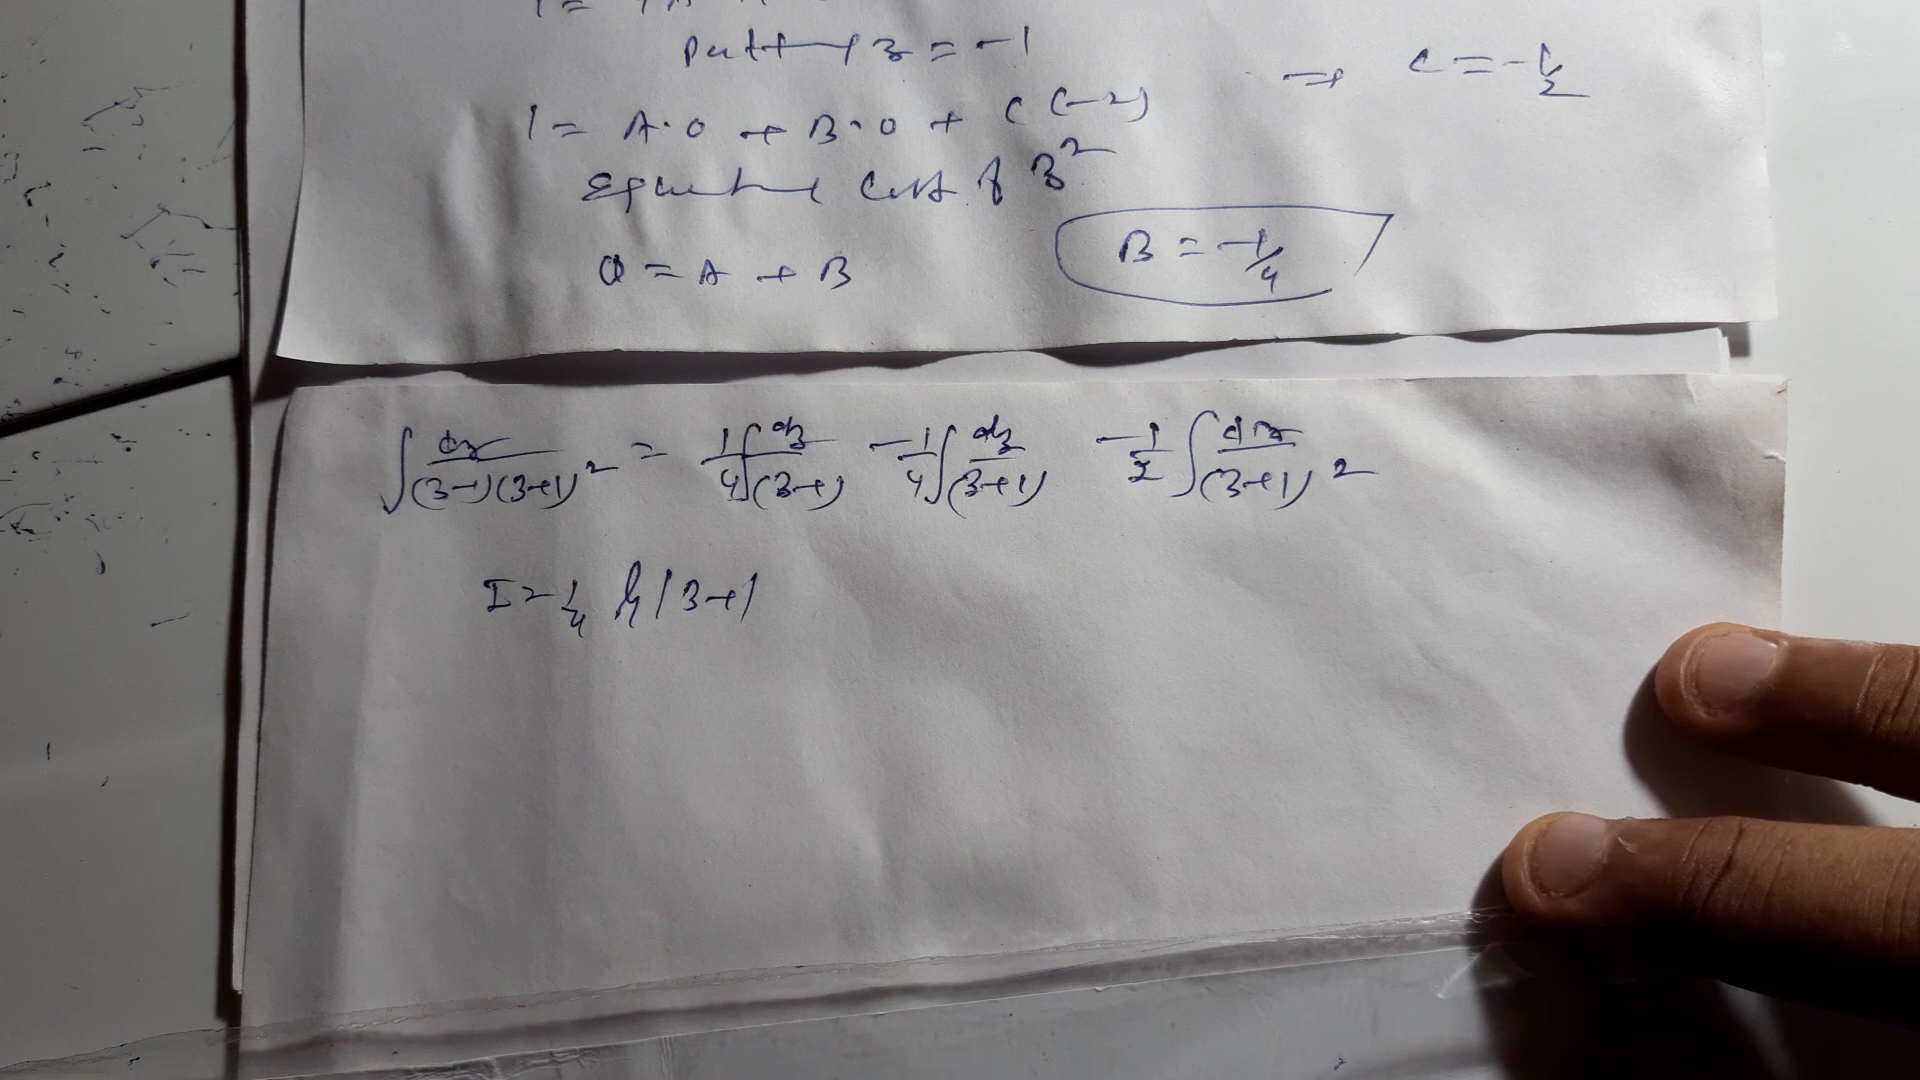 putting z = -1
1 = A·0 + B·0 + C(-2) ⇒ C = -1/2
Equating coeff of z²
0 = A + B B = -1/4
∫ dz/(z-1)(z+1)² = 1/4 ∫ dz/(z-1) - 1/4 ∫ dz/(z+1) - 1/2 ∫ dz/(z+1)²
I = 1/4 ln |z-1|